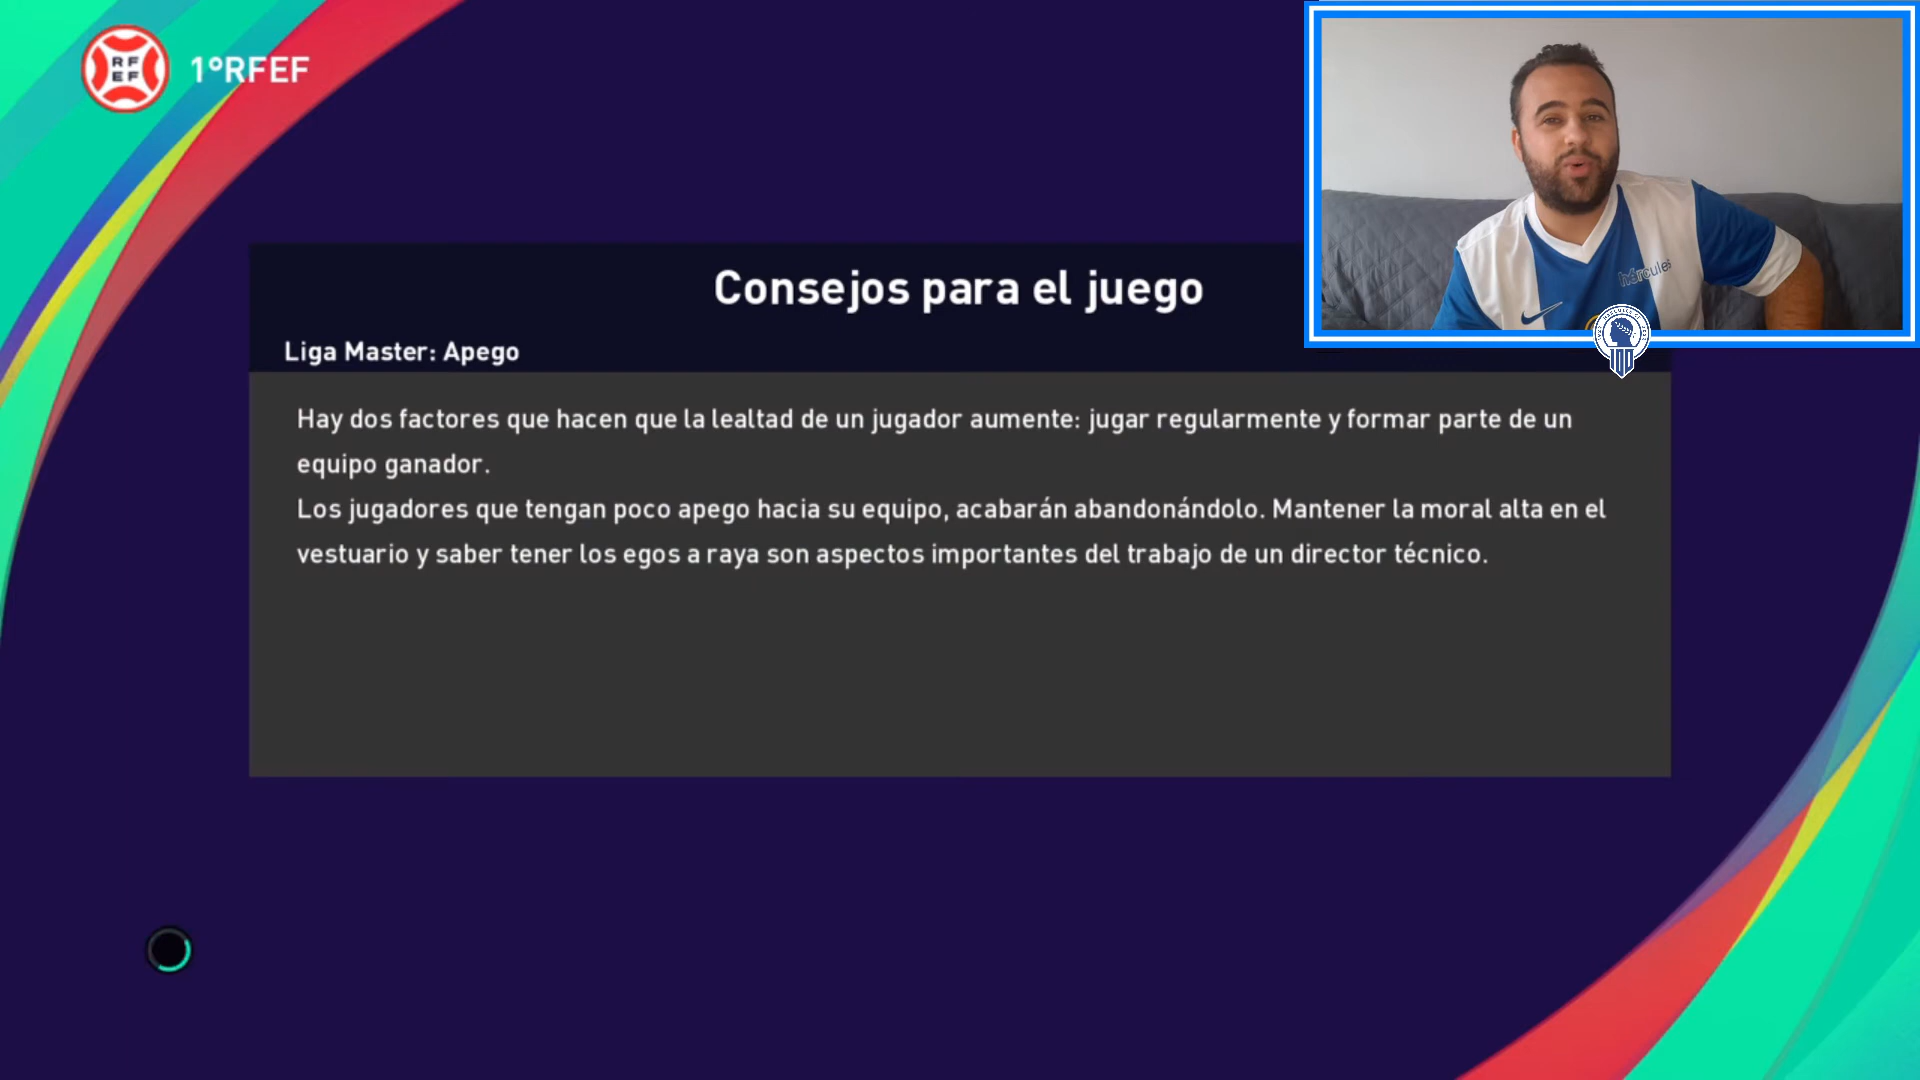 RF
EF
1ºRFEF
hércules
Consejos para el juego
Liga Master: Apego
Hay dos factores que hacen que la lealtad de un jugador aumente: jugar regularmente y formar parte de un
equipo ganador.
Los jugadores que tengan poco apego hacia su equipo, acabarán abandonándolo. Mantener la moral alta en el
vestuario y saber tener los egos a raya son aspectos importantes del trabajo de un director técnico.